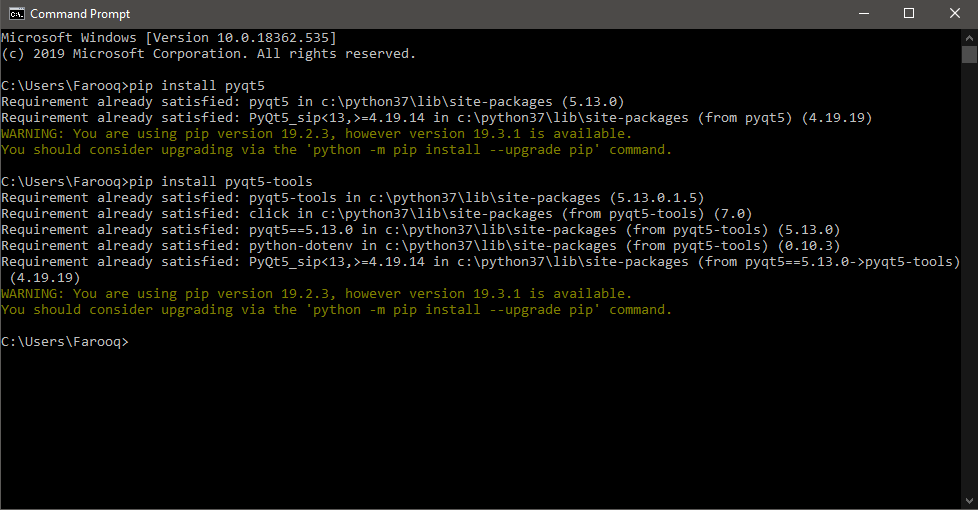 Command Prompt
Microsoft Windows [Version 10.0.18362.535]
(c) 2019 Microsoft Corporation. All rights reserved.
C:\Users\Farooq>pip install pyqt5
Requirement already satisfied: pyqt5 in c:\python37\lib\site-packages (5.13.0)
Requirement already satisfied: PyQt5_sip<13,>=4.19.14 in c:\python37\lib\site-packages (from pyqt5) (4.19.19)
WARNING: You are using pip version 19.2.3, however version 19.3.1 is available.
You should consider upgrading via the 'python -m pip install --upgrade pip' command.
C:\Users\Farooq>pip install pyqt5-tools
Requirement already satisfied: pyqt5-tools in c:\python37\lib\site-packages (5.13.0.1.5)
Requirement already satisfied: click in c:\python37\lib\site-packages (from pyqt5-tools) (7.0)
Requirement already satisfied: pyqt5==5.13.0 in c:\python37\lib\site-packages (from pyqt5-tools) (5.13.0)
Requirement already satisfied: python-dotenv in c:\python37\lib\site-packages (from pyqt5-tools) (0.10.3)
Requirement already satisfied: PyQt5_sip<13,>=4.19.14 in c:\python37\lib\site-packages (from pyqt5==5.13.0->pyqt5-tools)
 (4.19.19)
WARNING: You are using pip version 19.2.3, however version 19.3.1 is available.
You should consider upgrading via the 'python -m pip install --upgrade pip' command.
C:\Users\Farooq>